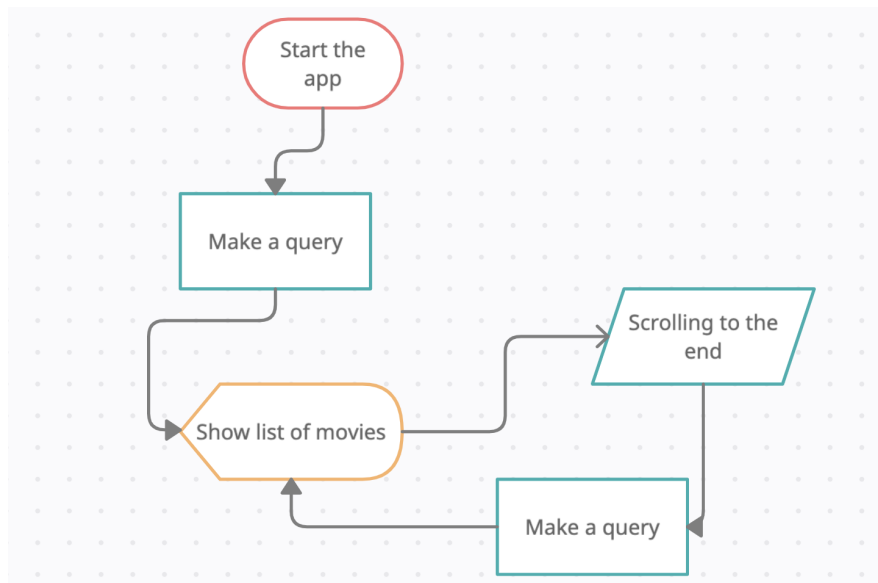 Start the
app
Make a query
Scrolling to the
end
Show list of movies
Make a query